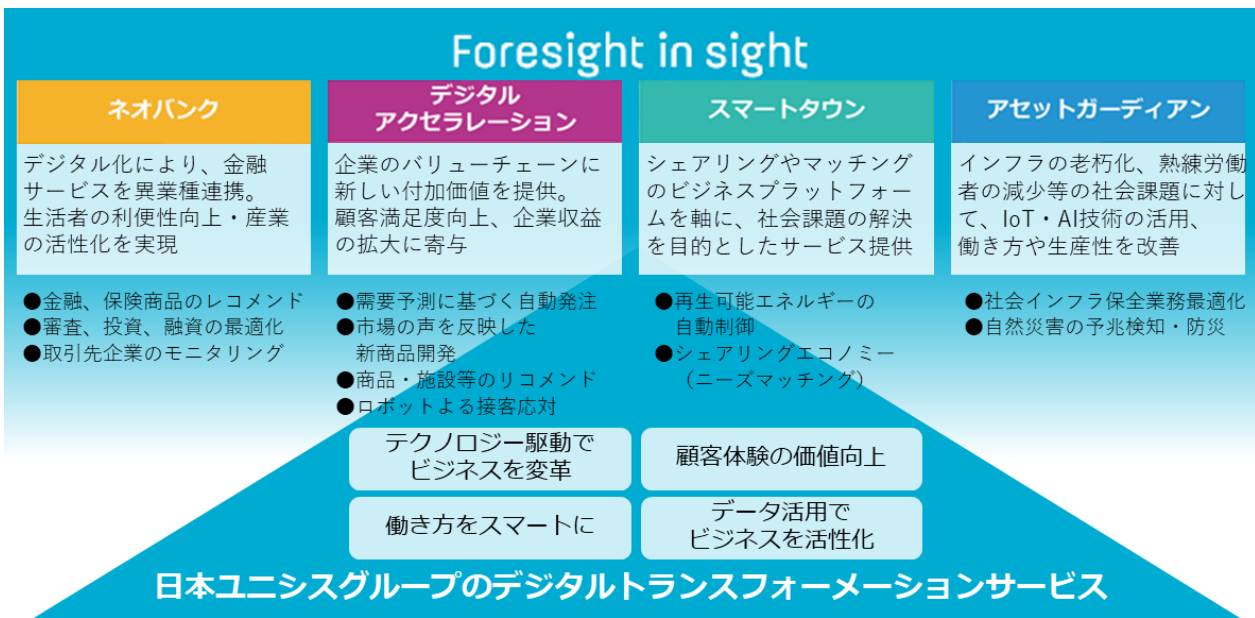 Foresight in sight
ネオバンク
デジタル化により、金融
サービスを異業種連携。
生活者の利便性向上・産業
の活性化を実現
●金融、保険商品のレコメンド
●審査、投資、融資の最適化
●取引先企業のモニタリング
デジタル
アクセラレーション
企業のバリューチェーンに
新しい付加価値を提供。
顧客満足度向上、企業収益
の拡大に寄与
●需要予測に基づく自動発注
●市場の声を反映した
新商品開発
●商品・施設等のリコメンド
●ロボットよる接客応対
スマートタウン
シェアリングやマッチング
のビジネスプラットフォー
ムを軸に、社会課題の解決
を目的としたサービス提供
●再生可能エネルギーの
自動制御
●シェアリングエコノミー
（ニーズマッチング）
アセットガーディアン
インフラの老朽化、熟練労働
者の減少等の社会課題に対し
て、IoT・AI技術の活用、
働き方や生産性を改善
●社会インフラ保全業務最適化
●自然災害の予兆検知・防災
テクノロジー駆動で
ビジネスを変革
顧客体験の価値向上
働き方をスマートに
データ活用で
ビジネスを活性化
日本ユニシスグループのデジタルトランスフォーメーションサービス